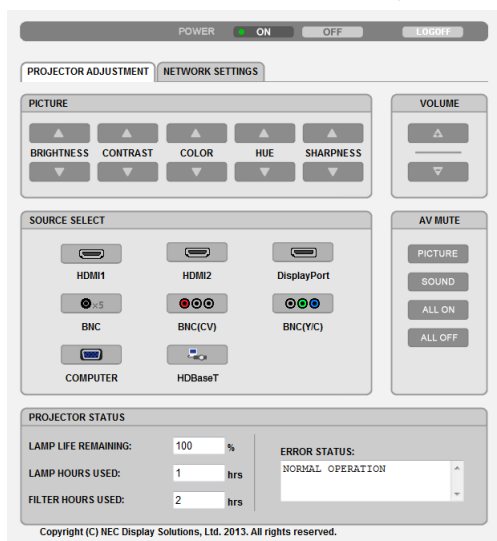 POWER ON OFF LOGOFF
PROJECTOR ADJUSTMENT NETWORK SETTINGS
PICTURE
BRIGHTNESS CONTRAST COLOR HUE SHARPNESS
VOLUME
SOURCE SELECT
HDMI1 HDMI2 DisplayPort
×5
BNC BNC(CV) BNC(Y/C)
COMPUTER HDBaseT
AV MUTE
PICTURE
SOUND
ALL ON
ALL OFF
PROJECTOR STATUS
LAMP LIFE REMAINING: 100 %
LAMP HOURS USED: 1 hrs
FILTER HOURS USED: 2 hrs
ERROR STATUS:
NORMAL OPERATION
Copyright (C) NEC Display Solutions, Ltd. 2013. All rights reserved.